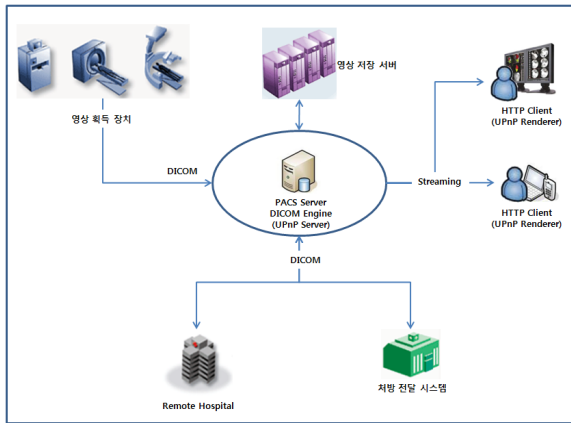 영상 획득 장치
영상 저장 서버
HTTP Client
(UPnP Renderer)
DICOM
PACS Server
DICOM Engine
(UPnP Server)
Streaming
HTTP Client
(UPnP Renderer)
DICOM
Remote Hospital
처방 전달 시스템